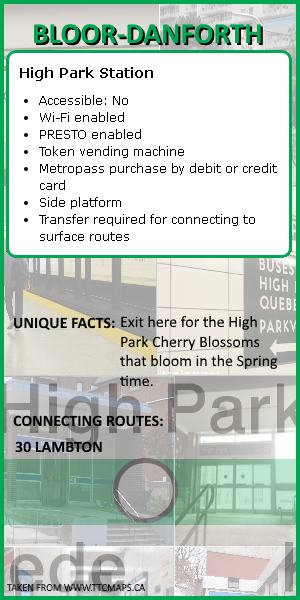 BLOOR-DANFORTH
High Park Station
• Accessible: No
• Wi-Fi enabled
• PRESTO enabled
• Token vending machine
• Metropass purchase by debit or credit
card
• Side platform
• Transfer required for connecting to
surface routes
BUSES
HIGH
QUEB
PARKV
UNIQUE FACTS: Exit here for the High
Park Cherry Blossoms
that bloom in the Spring
time.
High Park
CONNECTING ROUTES:
30 LAMBTON
ede
TAKEN FROM WWW.TTCMAPS.CA